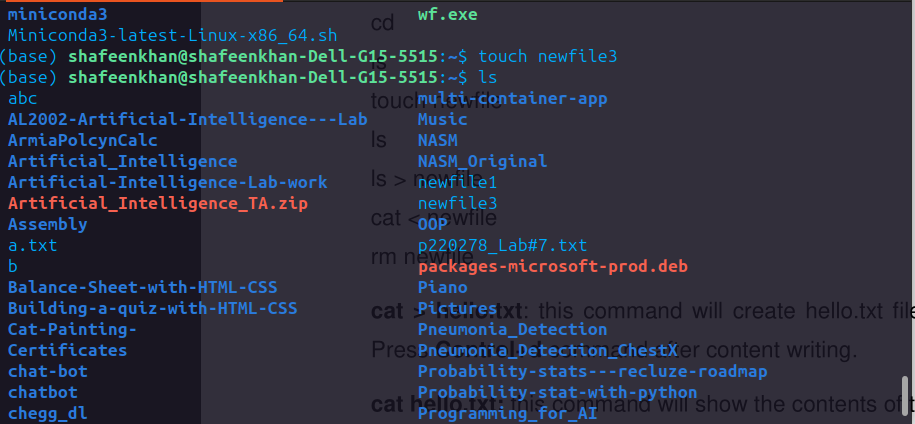 miniconda3 wf.exe
Miniconda3-latest-Linux-x86_64.sh
cd
(base) shafeenkhan@shafeenkhan-Dell-G15-5515:~$ touch newfile3
ls
(base) shafeenkhan@shafeenkhan-Dell-G15-5515:~$ ls
abc multi-container-app
touch newfile
AL2002-Artificial-Intelligence---Lab Music
ArmiaPolcynCalc NASM
ls
Artificial_Intelligence NASM_Original
Artificial-Intelligence-Lab-work newfile1
ls > newfile
Artificial_Intelligence_TA.zip newfile3
cat < newfile
Assembly OOP
a.txt p220278_Lab#7.txt
rm newfile
b packages-microsoft-prod.deb
Balance-Sheet-with-HTML-CSS Piano
Building-a-quiz-with-HTML-CSS Pictures
cat > hello.txt: this command will create hello.txt file
Cat-Painting- Pneumonia_Detection
Certificates Pneumonia_Detection_ChestX
Press Control-d command after content writing.
chat-bot Probability-stats---recluze-roadmap
chatbot Probability-stat-with-python
cat hello.txt: this command will show the contents of t
chegg_dl Programming_for_AI